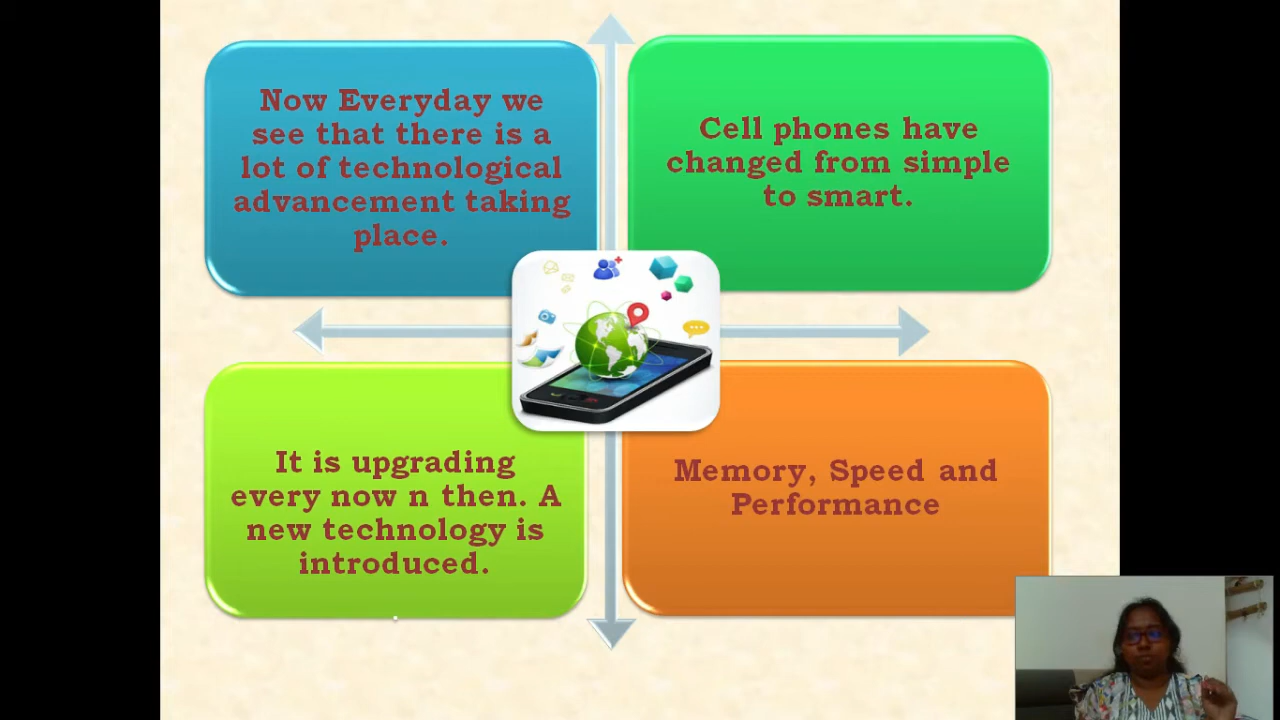 Now Everyday we
see that there is a
lot of technological
advancement taking
place.
Cell phones have
changed from simple
to smart.
It is upgrading
every now n then. A
new technology is
introduced.
Memory, Speed and
Performance